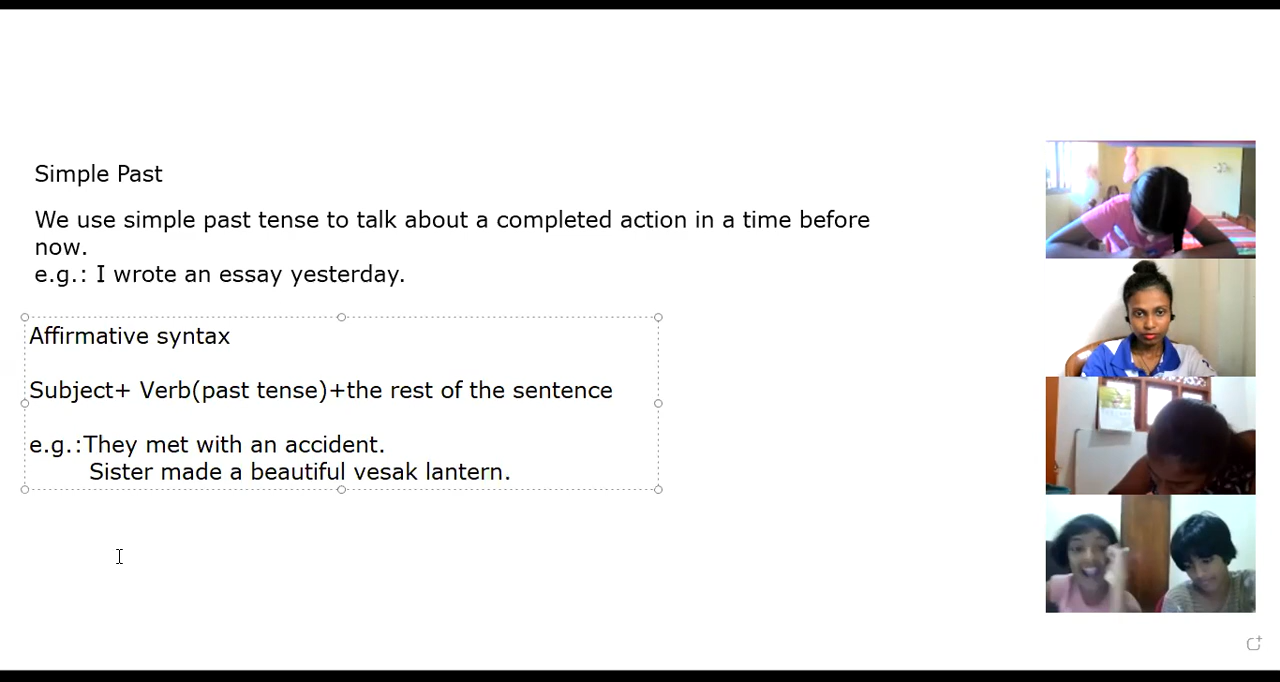 Simple Past
We use simple past tense to talk about a completed action in a time before
now.
e.g.: I wrote an essay yesterday.
Affirmative syntax
Subject+ Verb(past tense)+the rest of the sentence
e.g.:They met with an accident.
Sister made a beautiful vesak lantern.